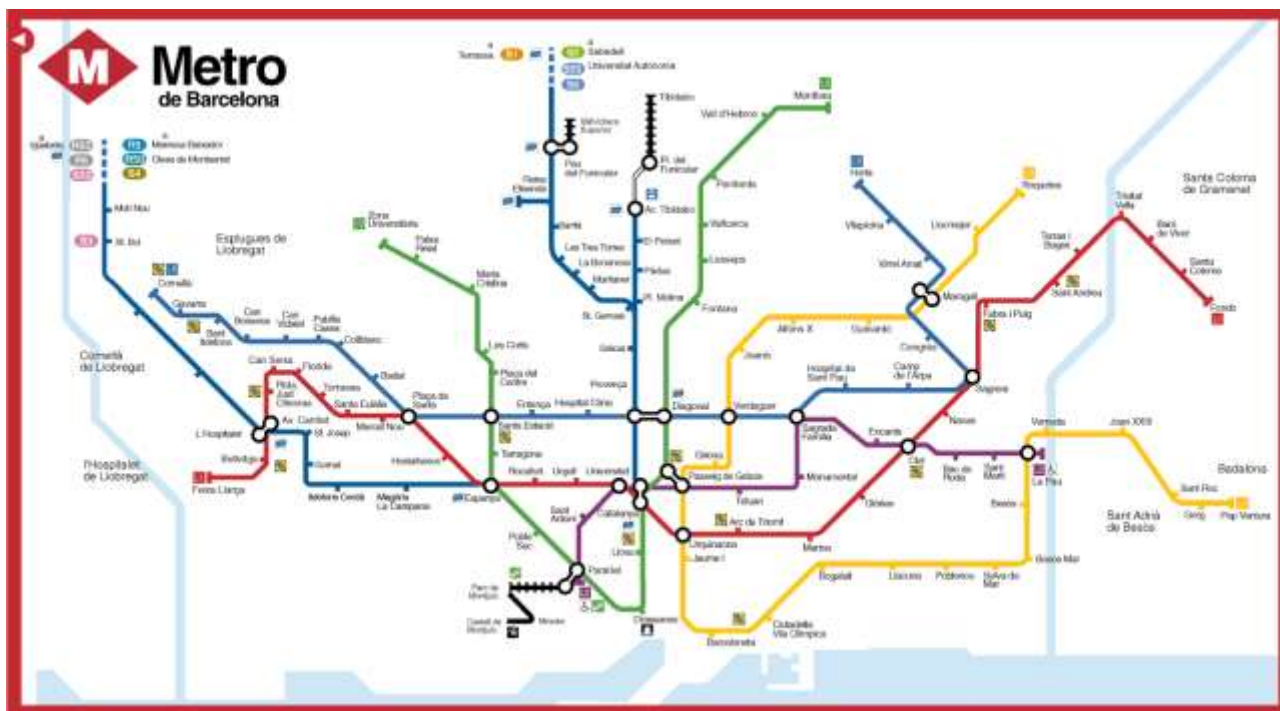 M
Metro
de Barcelona
Terrassa
Sabadell
Universitat Autònoma
Tibidabo
Montbau
Vall d'Hebron
Peu
del Funicular
Pl. del
Funicular
Reina
Elisenda
Av. Tibidabo
Penitents
Horta
Roquetes
Santa Coloma
de Gramenet
Trinitat
Vella
Baró
de Viver
Santa
Coloma
Fondo
Torras i
Bages
Sant Andreu
Fabra i Puig
Manresa-Baixador
Olesa de Montserrat
Molí Nou
St. Boi
Esplugues de
Llobregat
Zona
Universitària
Palau
Reial
Maria
Cristina
Les Corts
Plaça del
Centre
Sarrià
Les Tres Torres
La Bonanova
Muntaner
St. Gervasi
El Putxet
Pàdua
Pl. Molina
Gràcia
Provença
Vallcarca
Lesseps
Fontana
Vilapicina
Llucmajor
Virrei Amat
Maragall
Congrés
Alfons X
Guinardó
Joanic
Hospital de
Sant Pau
Camp
de l'Arpa
Sagrera
Navas
Cornellà
Gavarra
Sant
Ildefons
Can
Boixeres
Can
Vidalet
Pubilla
Cases
Collblanc
Badal
Plaça de
Sants
Cornellà
de Llobregat
Can Serra
Florida
Torrassa
Santa Eulàlia
Mercat Nou
Av. Carrilet
L'Hospitalet
St. Josep
Bellvitge
Gornal
Feixa Llarga
l'Hospitalet
de Llobregat
Ildefons Cerdà
Magòria
La Campana
Hostafrancs
Espanya
Sants Estació
Tarragona
Entença
Hospital Clínic
Diagonal
Verdaguer
Sagrada
Família
Encants
Clot
Bac de
Roda
Sant
Martí
La Pau
Verneda
Joan XXIII
Badalona
Sant Roc
Gorg
Pep Ventura
Sant Adrià
de Besòs
Besòs
Besòs Mar
Rocafort
Urgell
Universitat
Catalunya
Girona
Passeig de Gràcia
Tetuan
Monumental
Glòries
Marina
Arc de Triomf
Urquinaona
Jaume I
Liceu
Sant
Antoni
Poble
Sec
Paral·lel
Parc de
Montjuïc
Castell de
Montjuïc
Mirador
Drassanes
Barceloneta
Ciutadella
Vila Olímpica
Bogatell
Llacuna
Poblenou
Selva de
Mar